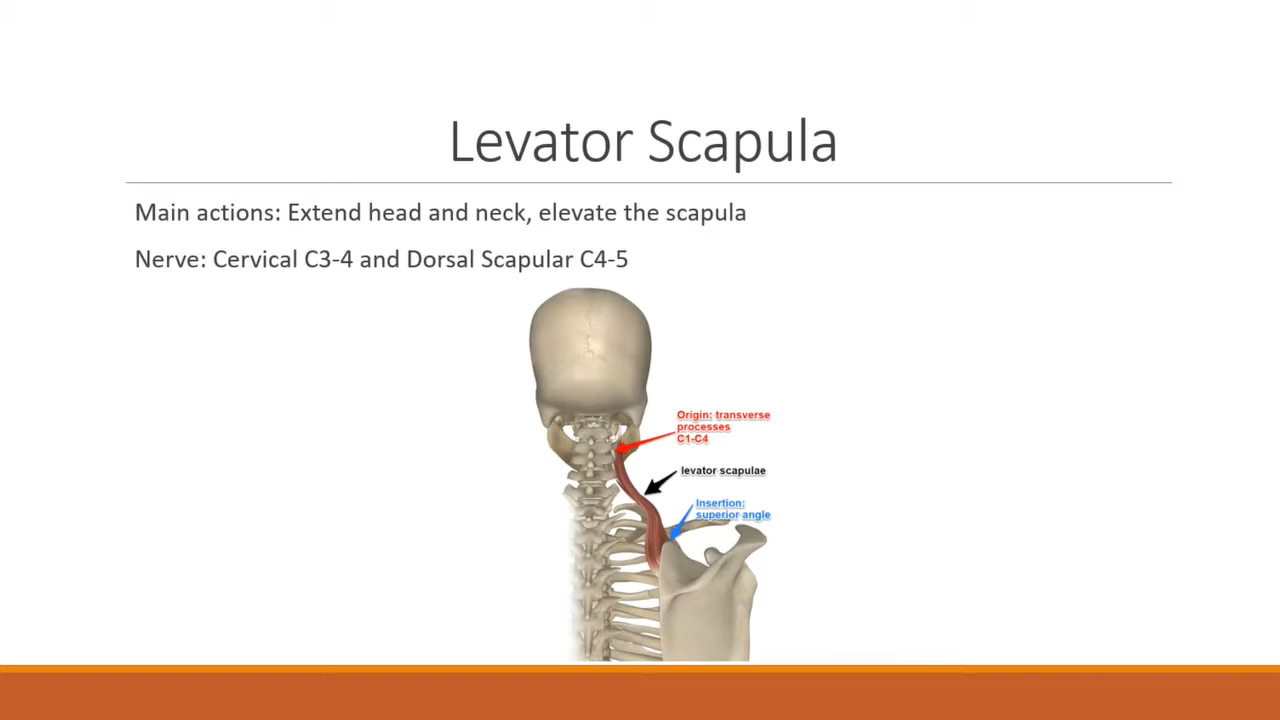 Levator Scapula
Main actions: Extend head and neck, elevate the scapula
Nerve: Cervical C3-4 and Dorsal Scapular C4-5
Origin: transverse
processes
C1-C4
levator scapulae
Insertion:
superior angle